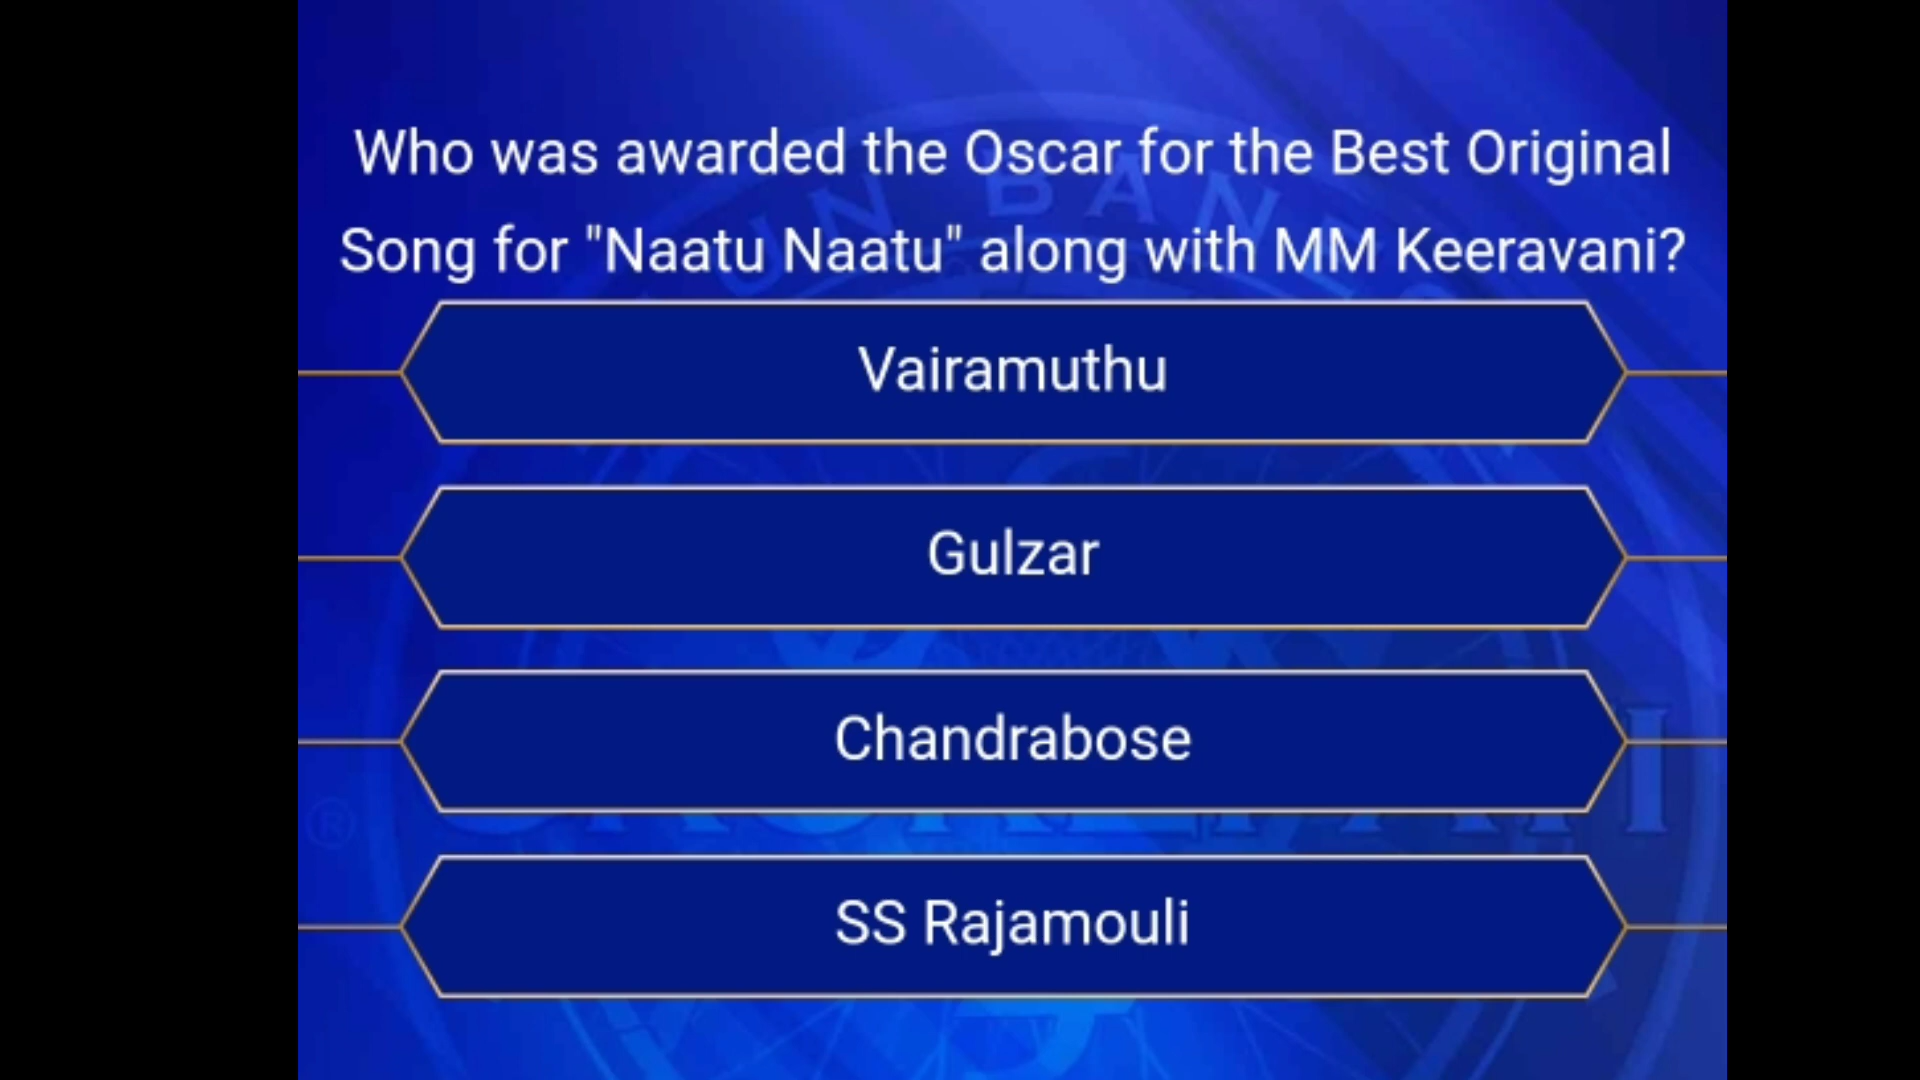 Who was awarded the Oscar for the Best Original
Song for "Naatu Naatu" along with MM Keeravani?
Vairamuthu
Gulzar
Chandrabose
SS Rajamouli